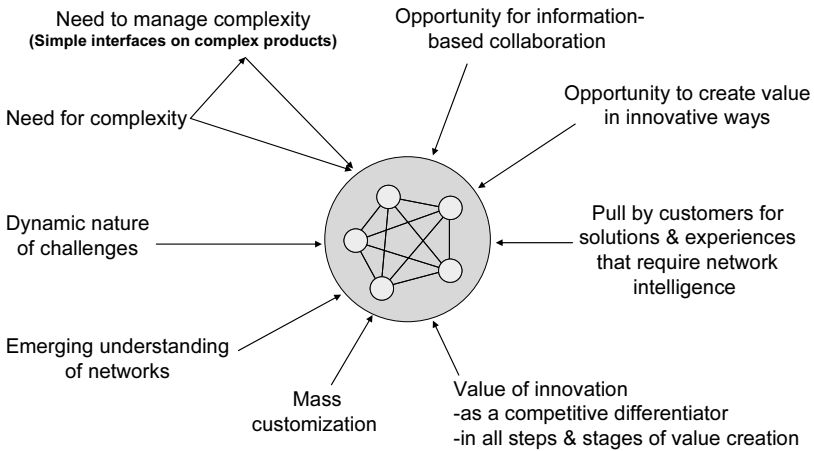 Need to manage complexity
(Simple interfaces on complex products)
Opportunity for information-
based collaboration
Need for complexity
Opportunity to create value
in innovative ways
Dynamic nature
of challenges
Pull by customers for
solutions & experiences
that require network
intelligence
Emerging understanding
of networks
Mass
customization
Value of innovation
-as a competitive differentiator
-in all steps & stages of value creation